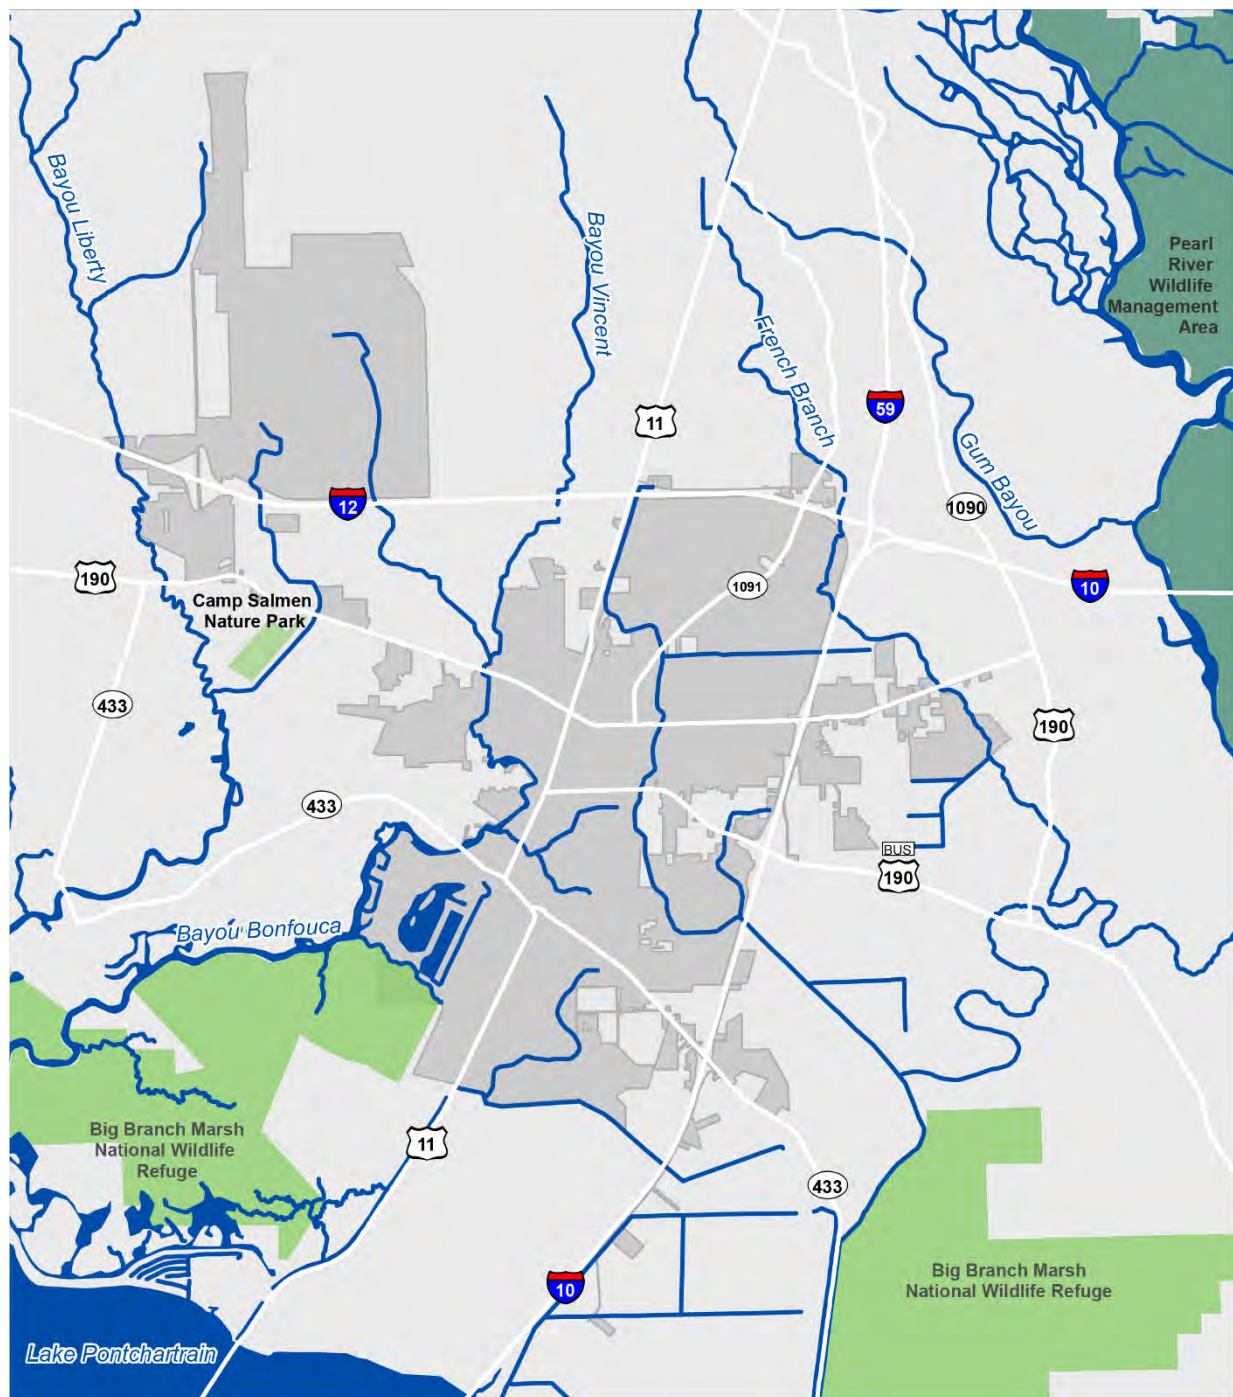 Bayou Liberty
Bayou Vincent
Pearl
River
Wildlife
Management
Area
French Branch
59
11
Gum Bayou
12
1090
190
1091
10
Camp Salmen
Nature Park
433
190
433
BUS
190
Bayou Bonfouca
Big Branch Marsh
National Wildlife
Refuge
11
433
10
Big Branch Marsh
National Wildlife Refuge
Lake Pontchartrain